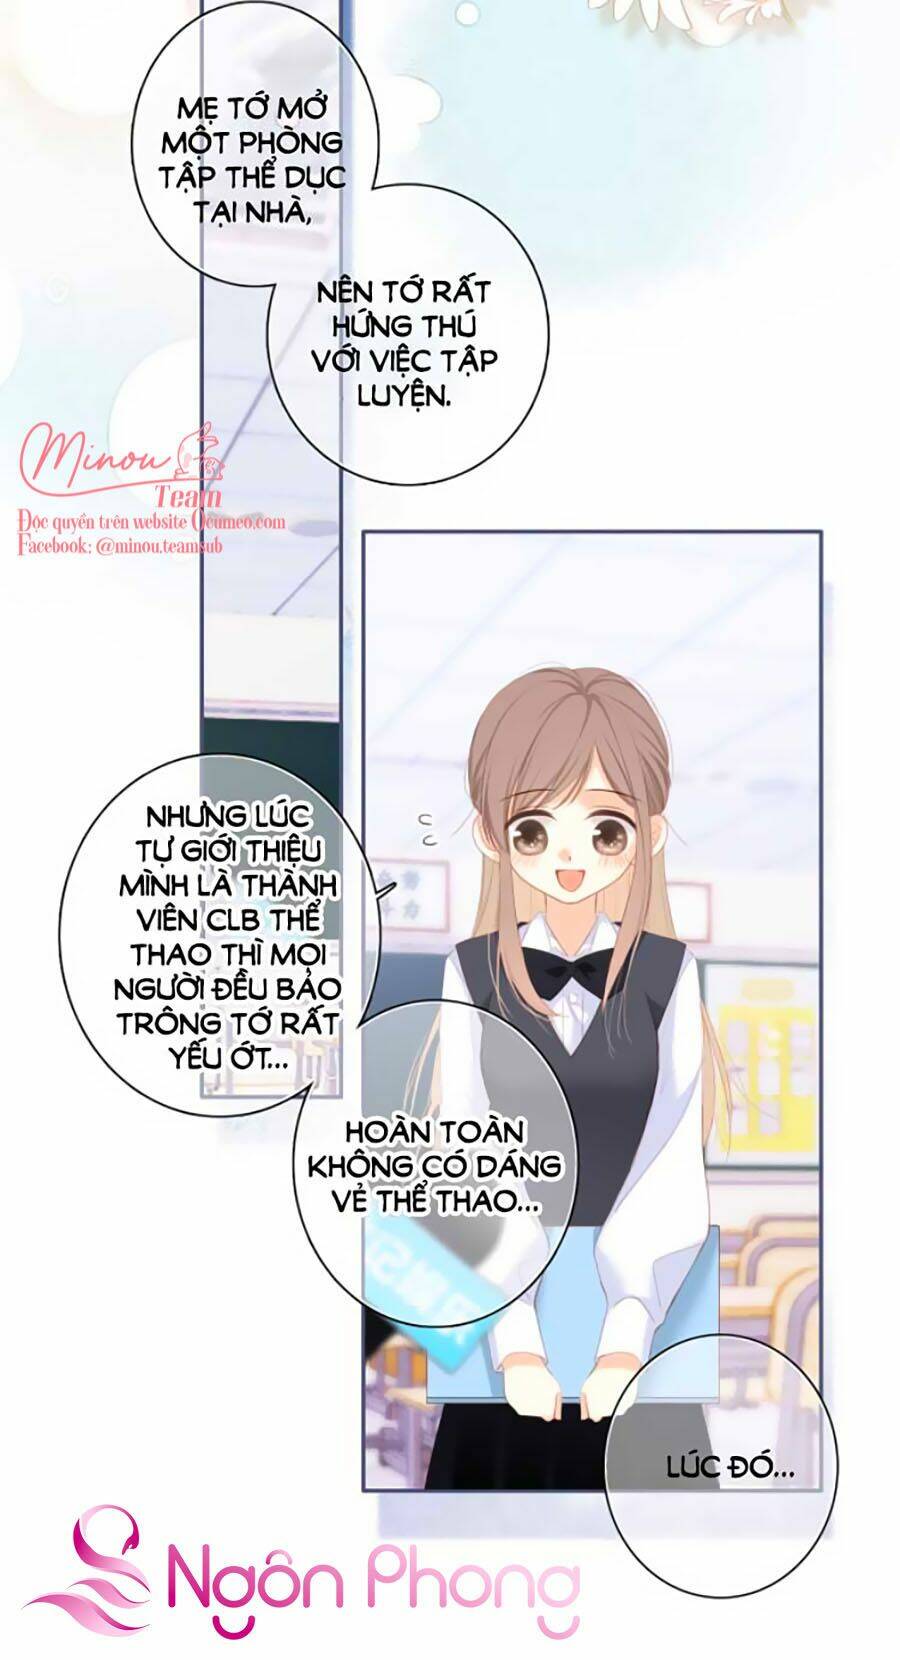 MẸ TỚ MỞ
MỘT PHÒNG
TẬP THỂ DỤC
TẠI NHÀ,
NÊN TỚ RẤT
HỨNG THÚ
VỚI VIỆC TẬP
LUYỆN.
Minou
Team
Độc quyền trên website Ocumeo.com
Facebook: @minou.teamsub
NHƯNG LÚC
TỰ GIỚI THIỆU
MÌNH LÀ THÀNH
VIÊN CLB THỂ
THAO THÌ MỌI
NGƯỜI ĐỀU BẢO
TRÔNG TỚ RẤT
YẾU ỚT...
HOÀN TOÀN
KHÔNG CÓ DÁNG
VẺ THỂ THAO...
LÚC ĐÓ...
Ngôn Phong